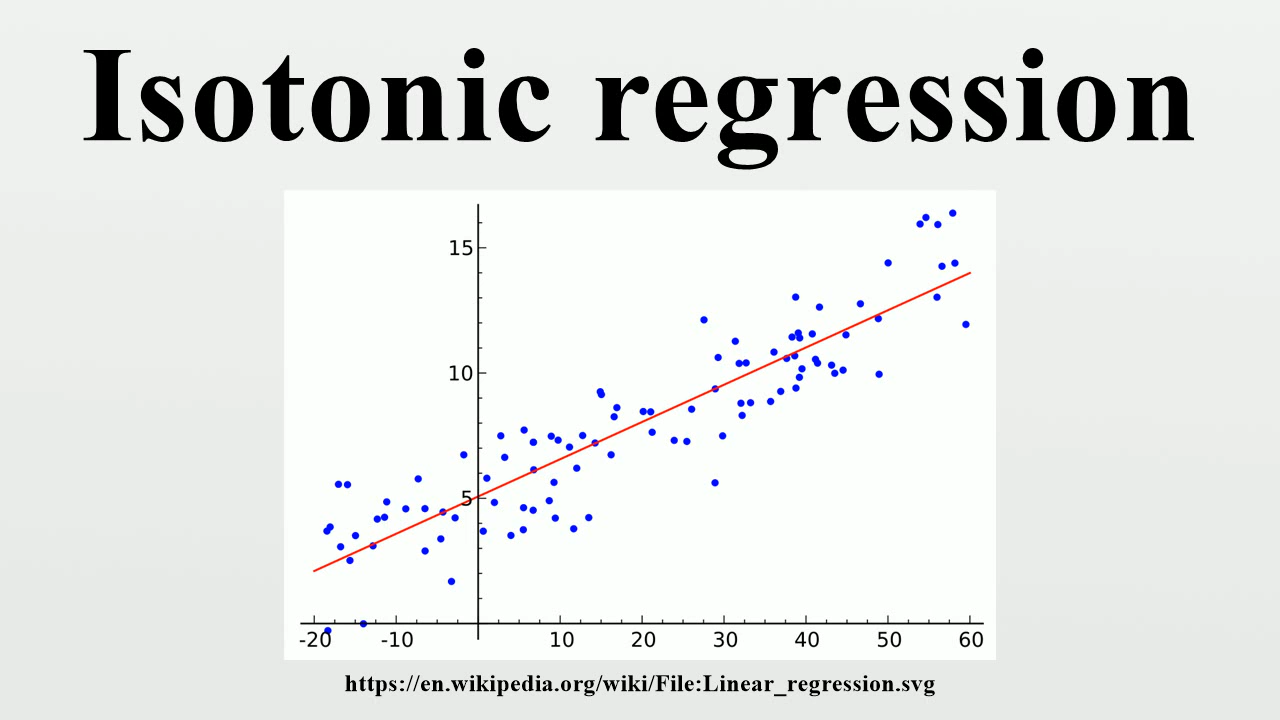 Isotonic regression
15
10
5
-20 -10 10 20 30 40 50 60
https://en.wikipedia.org/wiki/File:Linear_regression.svg